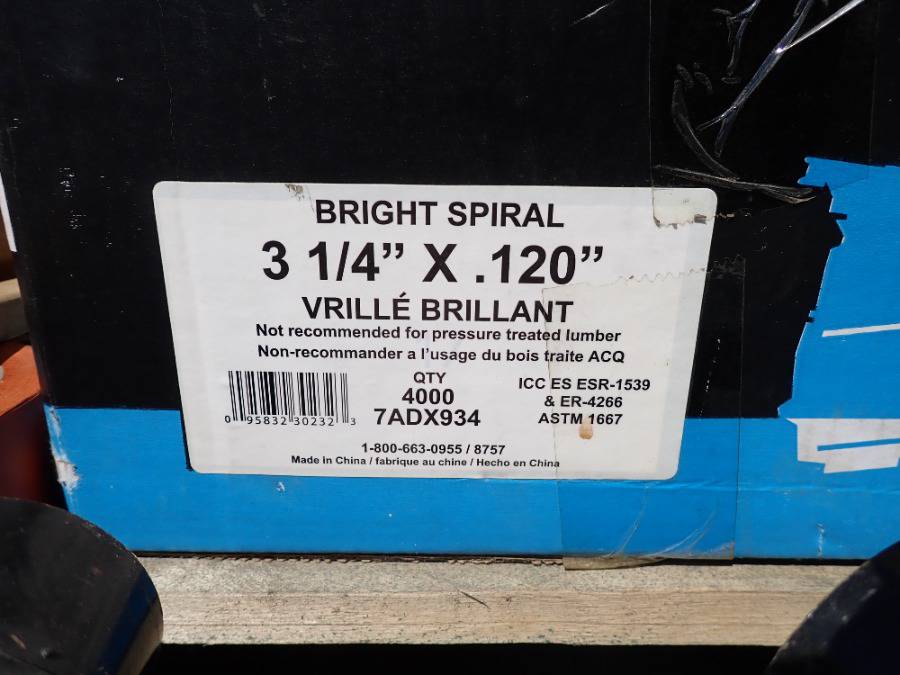 BRIGHT SPIRAL
3 1/4” X .120”
VRILLÉ BRILLANT
Not recommended for pressure treated lumber
Non-recommander a l’usage du bois traite ACQ
0 95832 30232 3
QTY
4000
7ADX934
ICC ES ESR-1539
& ER-4266
ASTM 1667
1-800-663-0955 / 8757
Made in China / fabrique au chine / Hecho en China